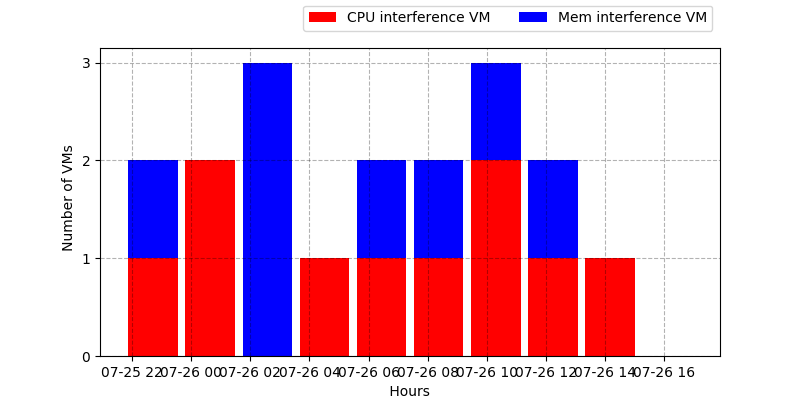 CPU interference VM Mem interference VM
3
2
1
0
Number of VMs
07-25 22 07-26 00 07-26 02 07-26 04 07-26 06 07-26 08 07-26 10 07-26 12 07-26 14 07-26 16
Hours